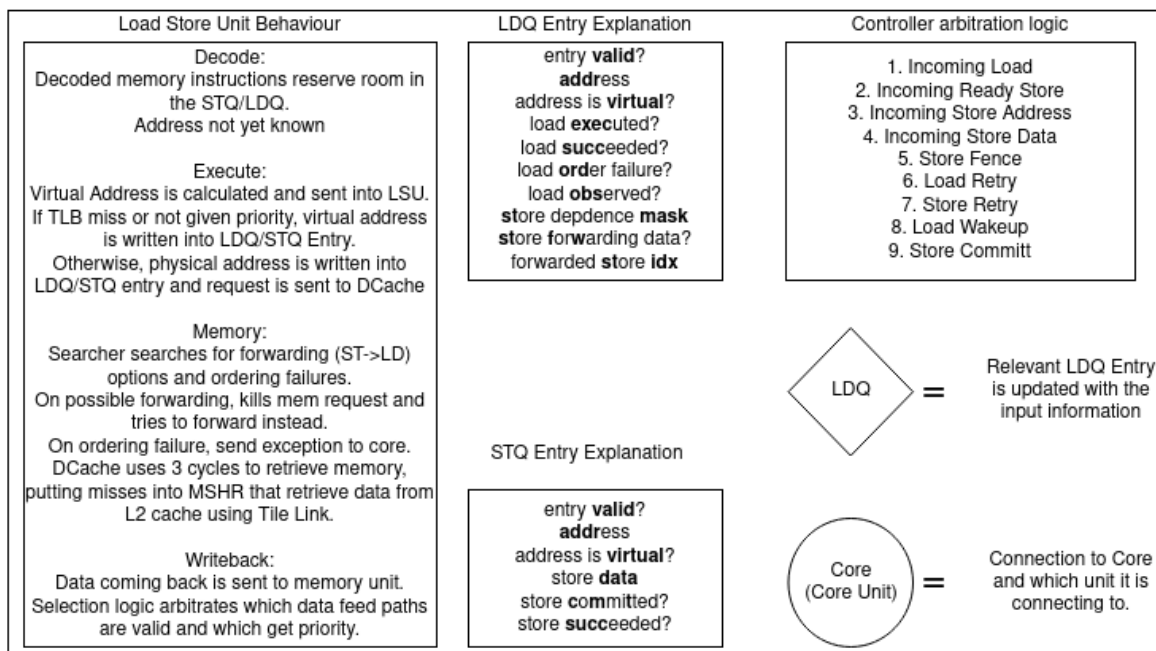 Load Store Unit Behaviour
Decode:
Decoded memory instructions reserve room in
the STQ/LDQ.
Address not yet known
Execute:
Virtual Address is calculated and sent into LSU.
If TLB miss or not given priority, virtual address
is written into LDQ/STQ Entry.
Otherwise, physical address is written into
LDQ/STQ entry and request is sent to DCache
Memory:
Searcher searches for forwarding (ST->LD)
options and ordering failures.
On possible forwarding, kills mem request and
tries to forward instead.
On ordering failure, send exception to core.
DCache uses 3 cycles to retrieve memory,
putting misses into MSHR that retrieve data from
L2 cache using Tile Link.
Writeback:
Data coming back is sent to memory unit.
Selection logic arbitrates which data feed paths
are valid and which get priority.
LDQ Entry Explanation
entry valid?
address
address is virtual?
load executed?
load succeeded?
load order failure?
load observed?
store depdence mask
store forwarding data?
forwarded store idx
STQ Entry Explanation
entry valid?
address
address is virtual?
store data
store committed?
store succeeded?
Controller arbitration logic
1. Incoming Load
2. Incoming Ready Store
3. Incoming Store Address
4. Incoming Store Data
5. Store Fence
6. Load Retry
7. Store Retry
8. Load Wakeup
9. Store Committ
LDQ
=
Relevant LDQ Entry
is updated with the
input information
Core
(Core Unit)
=
Connection to Core
and which unit it is
connecting to.